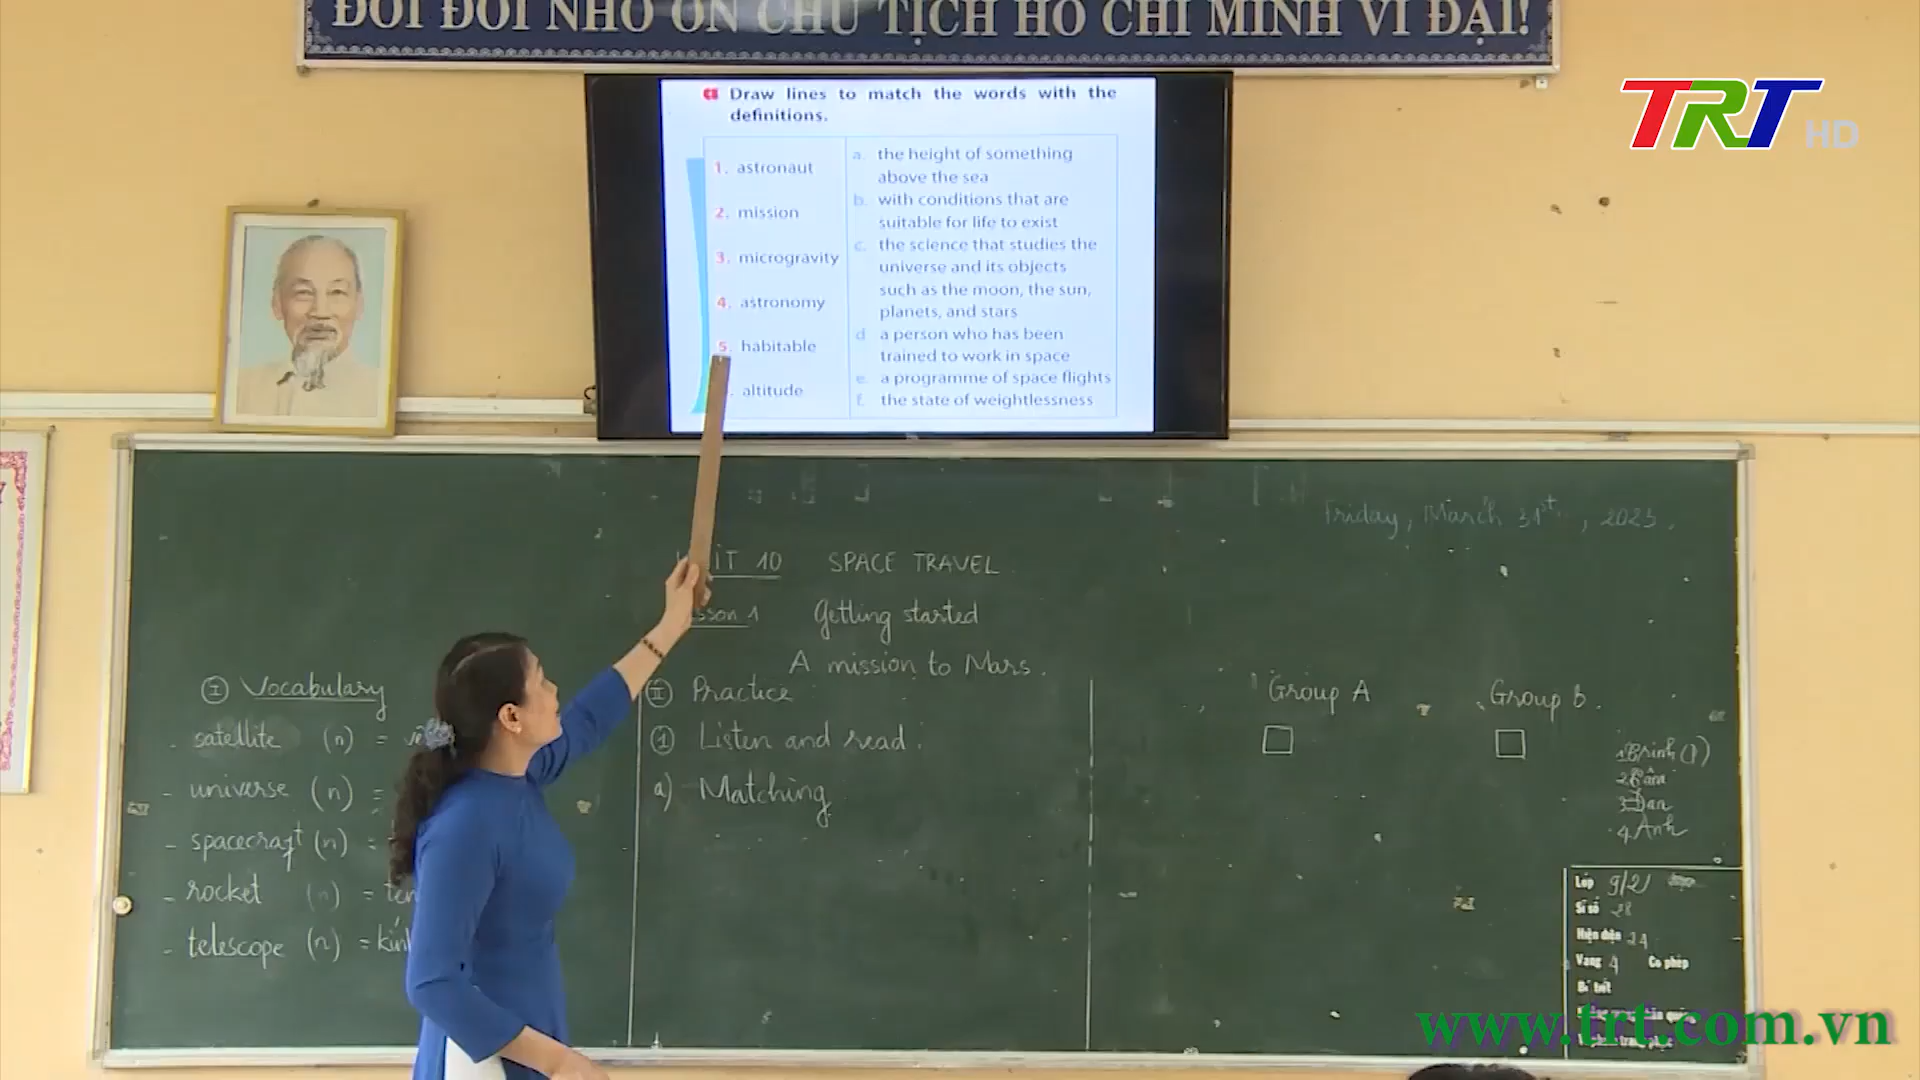 ĐỜI ĐỜI NHỚ ƠN CHỦ TỊCH HỒ CHÍ MINH VĨ ĐẠI!
TRT HD
Draw lines to match the words with the
definitions.
1. astronaut
2. mission
3. microgravity
4. astronomy
5. habitable
altitude
a. the height of something
above the sea
b. with conditions that are
suitable for life to exist
c. the science that studies the
universe and its objects
such as the moon, the sun,
planets, and stars
d. a person who has been
trained to work in space
e. a programme of space flights
f. the state of weightlessness
Friday, March 31st, 2023.
10 SPACE TRAVEL
1 Getting started
A mission to Mars.
I Vocabulary
- satellite (n) =
- universe (n) =
- spacecraft (n) =
- rocket (n) =
- telescope (n) =
II Practice
1 Listen and read.
a) Matching
Group A
Group B.
4. Anh
Lớp 9/2
Sĩ số 28
Hiện diện 24
Vắng 4 Có phép
www.trt.com.vn